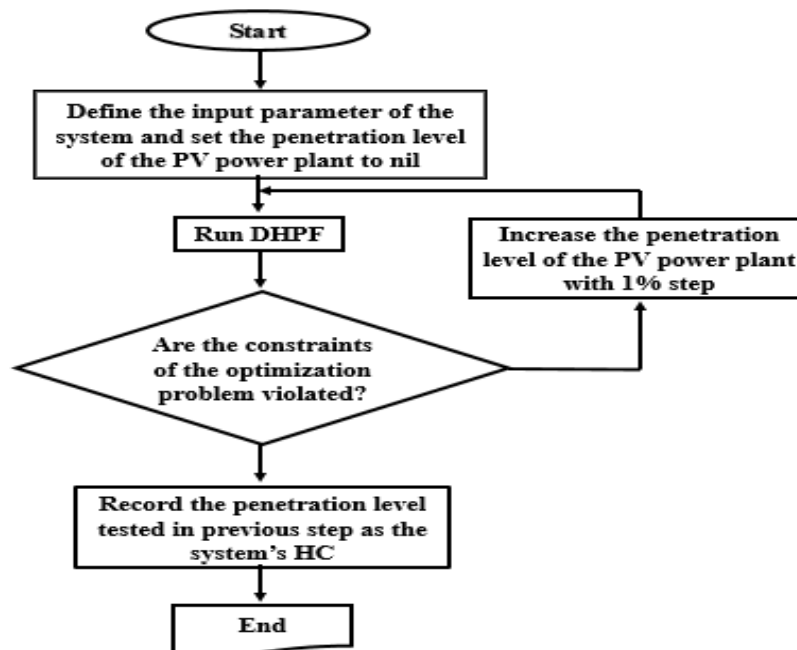 Start
Define the input parameter of the
system and set the penetration level
of the PV power plant to nil
Run DHPF
Increase the penetration
level of the PV power plant
with 1% step
Are the constraints
of the optimization
problem violated?
Record the penetration level
tested in previous step as the
system's HC
End